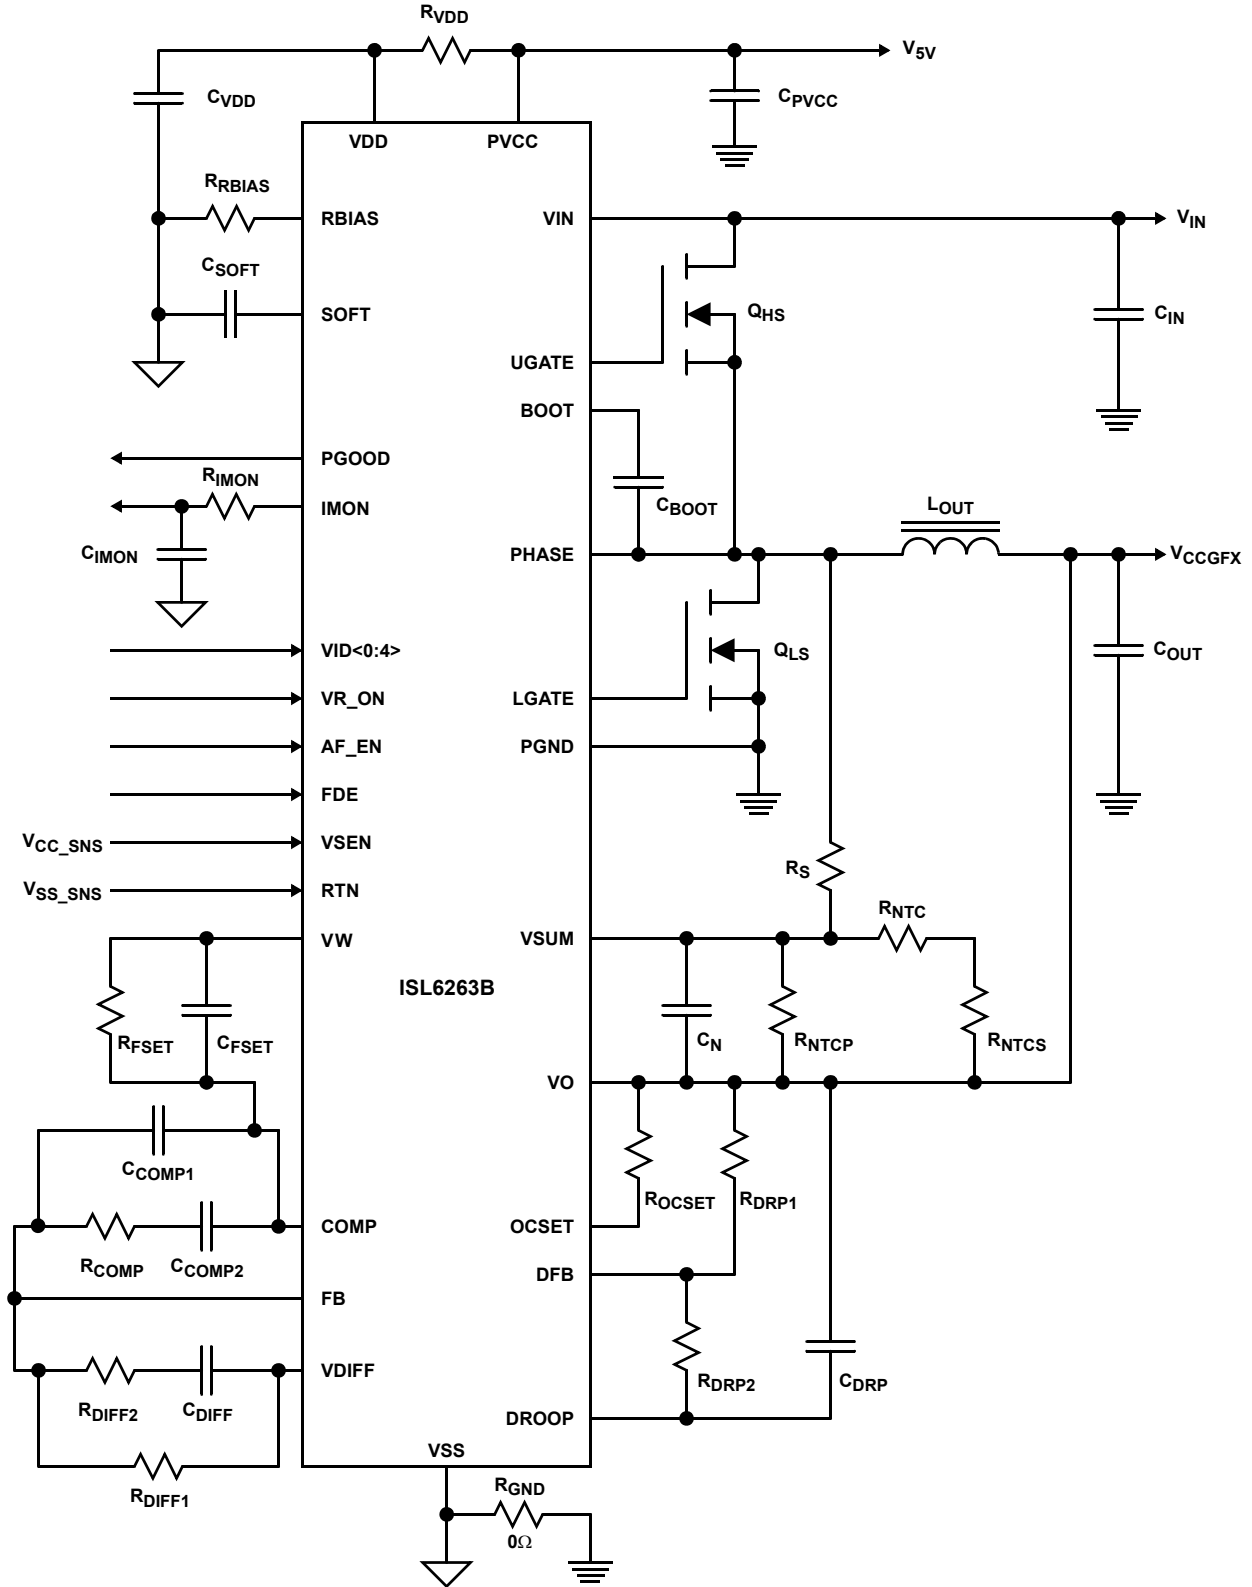 RVDD
V5V
CVDD
CPVCC
VDD
PVCC
RRBIAS
RBIAS
VIN
VIN
CSOFT
SOFT
QHS
CIN
UGATE
BOOT
PGOOD
RIMON
IMON
CBOOT
LOUT
CIMON
PHASE
VCCGFX
VID<0:4>
QLS
COUT
VR_ON
LGATE
AF_EN
PGND
FDE
VCC_SNS
VSEN
RS
VSS_SNS
RTN
RNTC
VW
VSUM
ISL6263B
RFSET
CFSET
CN
RNTCP
RNTCS
VO
CCOMP1
ROCSET
RDRP1
COMP
OCSET
RCOMP
CCOMP2
DFB
FB
VDIFF
RDRP2
CDRP
RDIFF2
CDIFF
DROOP
VSS
RDIFF1
RGND
0Ω